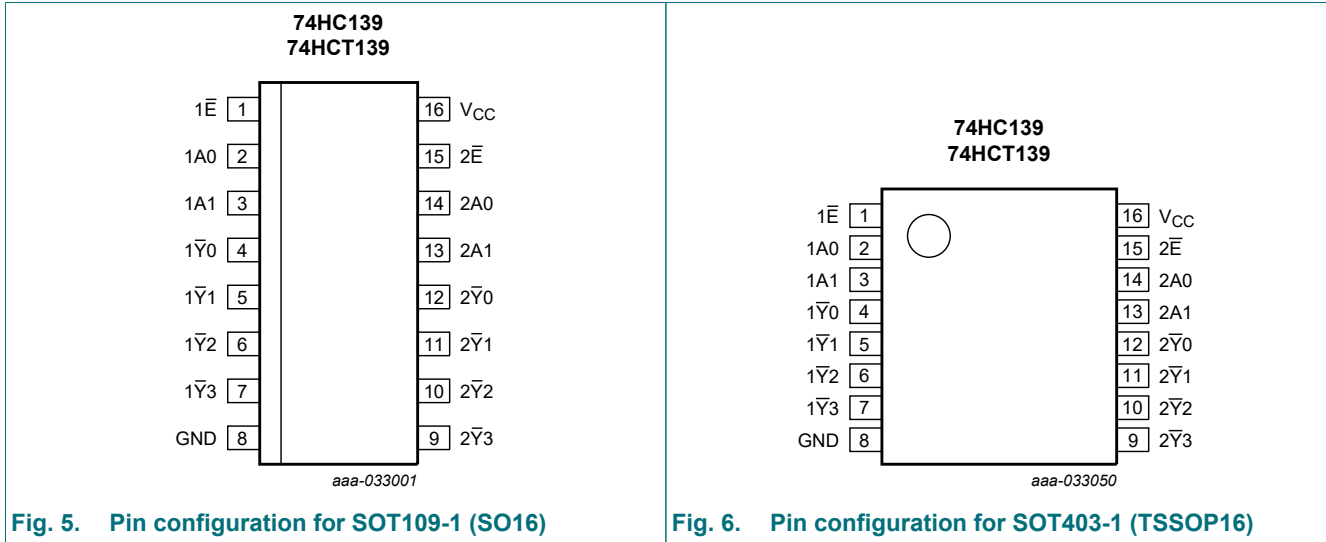 74HC139
74HCT139
1E̅ 1
1A0 2
1A1 3
1Y̅0 4
1Y̅1 5
1Y̅2 6
1Y̅3 7
GND 8
16 VCC
15 2E̅
14 2A0
13 2A1
12 2Y̅0
11 2Y̅1
10 2Y̅2
9 2Y̅3
aaa-033001
Fig. 5. Pin configuration for SOT109-1 (SO16)
74HC139
74HCT139
1E̅ 1
1A0 2
1A1 3
1Y̅0 4
1Y̅1 5
1Y̅2 6
1Y̅3 7
GND 8
16 VCC
15 2E̅
14 2A0
13 2A1
12 2Y̅0
11 2Y̅1
10 2Y̅2
9 2Y̅3
aaa-033050
Fig. 6. Pin configuration for SOT403-1 (TSSOP16)